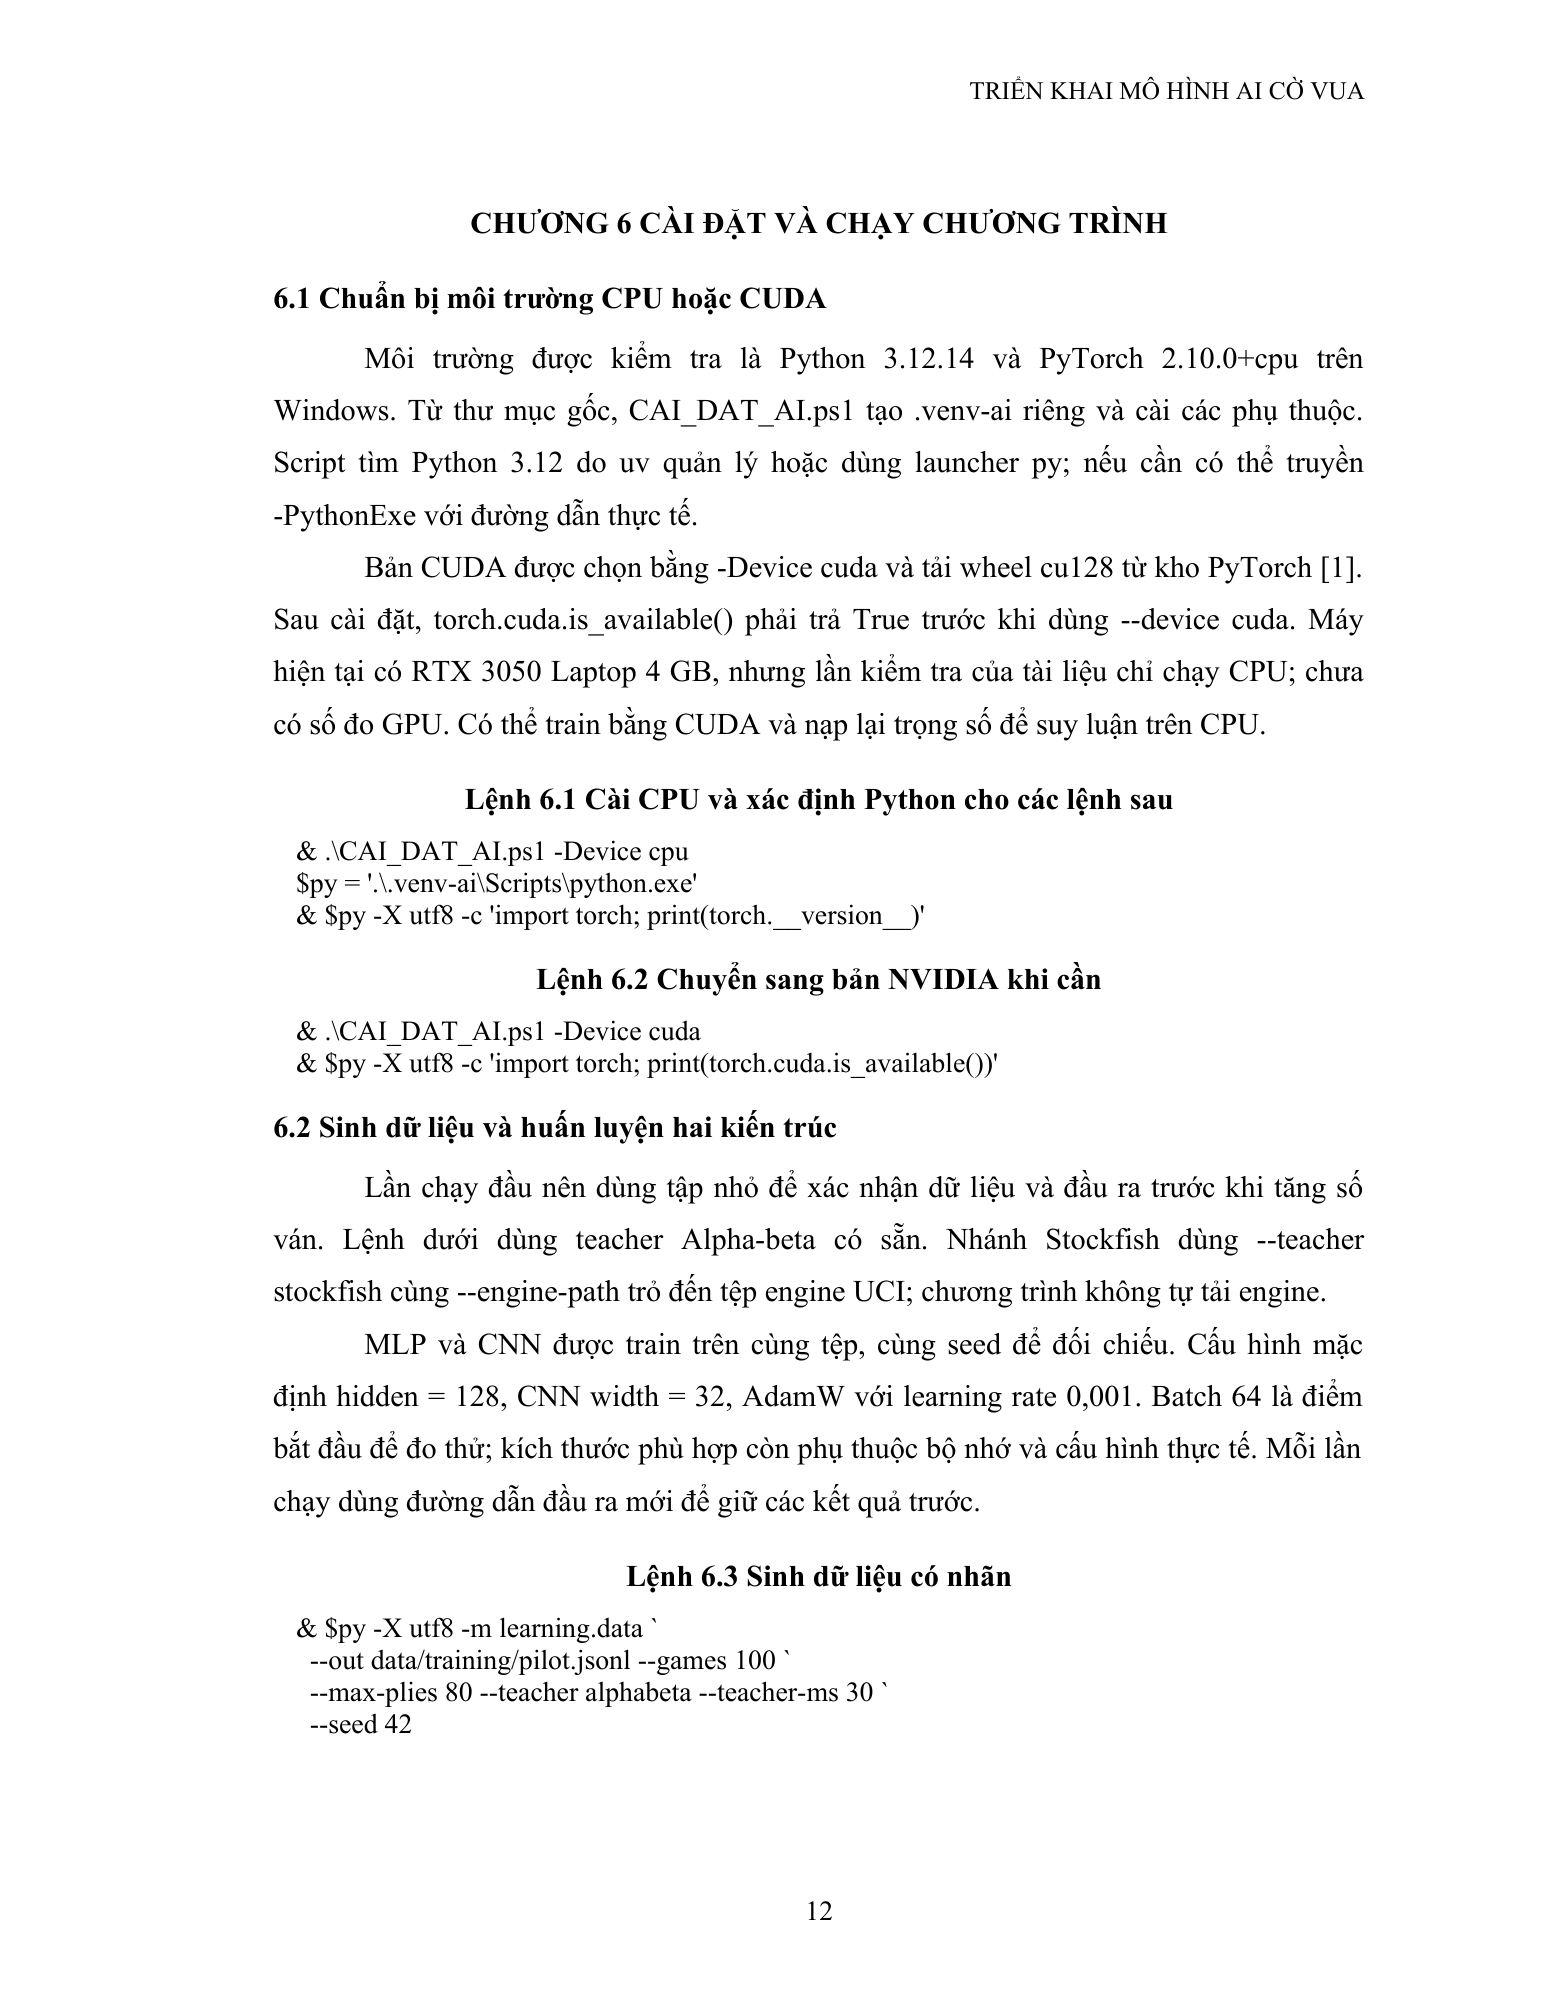 TRIỂN KHAI MÔ HÌNH AI CỜ VUA
CHƯƠNG 6 CÀI ĐẶT VÀ CHẠY CHƯƠNG TRÌNH
6.1 Chuẩn bị môi trường CPU hoặc CUDA
Môi trường được kiểm tra là Python 3.12.14 và PyTorch 2.10.0+cpu trên
Windows. Từ thư mục gốc, CAI_DAT_AI.ps1 tạo .venv-ai riêng và cài các phụ thuộc.
Script tìm Python 3.12 do uv quản lý hoặc dùng launcher py; nếu cần có thể truyền
-PythonExe với đường dẫn thực tế.
Bản CUDA được chọn bằng -Device cuda và tải wheel cu128 từ kho PyTorch [1].
Sau cài đặt, torch.cuda.is_available() phải trả True trước khi dùng --device cuda. Máy
hiện tại có RTX 3050 Laptop 4 GB, nhưng lần kiểm tra của tài liệu chỉ chạy CPU; chưa
có số đo GPU. Có thể train bằng CUDA và nạp lại trọng số để suy luận trên CPU.
Lệnh 6.1 Cài CPU và xác định Python cho các lệnh sau
& .\CAI_DAT_AI.ps1 -Device cpu
$py = '.\.venv-ai\Scripts\python.exe'
& $py -X utf8 -c 'import torch; print(torch.__version__)'
Lệnh 6.2 Chuyển sang bản NVIDIA khi cần
& .\CAI_DAT_AI.ps1 -Device cuda
& $py -X utf8 -c 'import torch; print(torch.cuda.is_available())'
6.2 Sinh dữ liệu và huấn luyện hai kiến trúc
Lần chạy đầu nên dùng tập nhỏ để xác nhận dữ liệu và đầu ra trước khi tăng số
ván. Lệnh dưới dùng teacher Alpha-beta có sẵn. Nhánh Stockfish dùng --teacher
stockfish cùng --engine-path trỏ đến tệp engine UCI; chương trình không tự tải engine.
MLP và CNN được train trên cùng tệp, cùng seed để đối chiếu. Cấu hình mặc
định hidden = 128, CNN width = 32, AdamW với learning rate 0,001. Batch 64 là điểm
bắt đầu để đo thử; kích thước phù hợp còn phụ thuộc bộ nhớ và cấu hình thực tế. Mỗi lần
chạy dùng đường dẫn đầu ra mới để giữ các kết quả trước.
Lệnh 6.3 Sinh dữ liệu có nhãn
& $py -X utf8 -m learning.data `
--out data/training/pilot.jsonl --games 100 `
--max-plies 80 --teacher alphabeta --teacher-ms 30 `
--seed 42
12